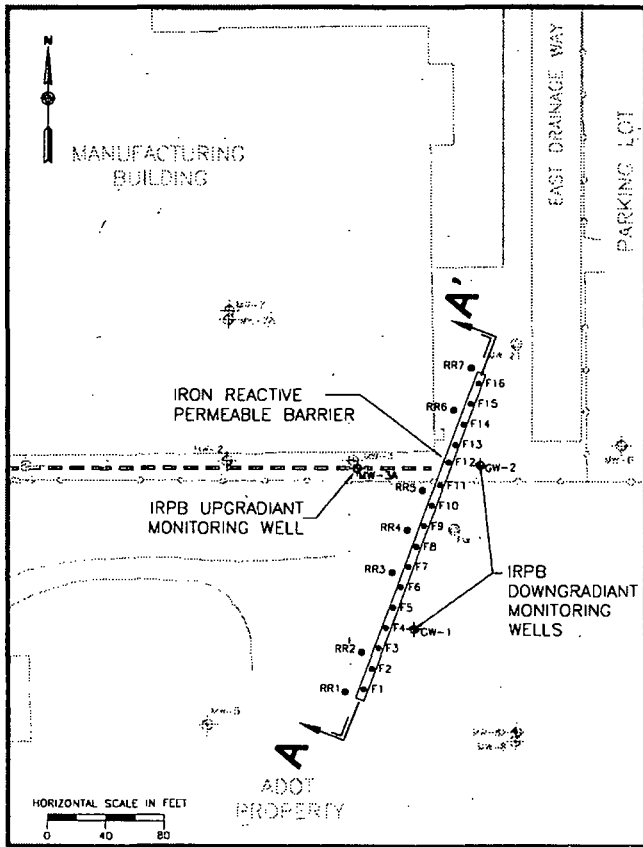 N
MANUFACTURING
BUILDING
EAST DRAINAGE WAY
PARKING LOT
A'
RR7
F16
F15
RR6
F14
IRON REACTIVE
PERMEABLE BARRIER
F13
F12
GW-2
MW-3A
F11
RR5
F10
IRPB UPGRADIANT
MONITORING WELL
RR4
F9
F8
F7
RR3
F6
IRPB
DOWNGRADIANT
MONITORING
WELLS
F5
F4
GW-1
F3
RR2
F2
RR1
F1
A
ADOT
PROPERTY
HORIZONTAL SCALE IN FEET
0 40 80